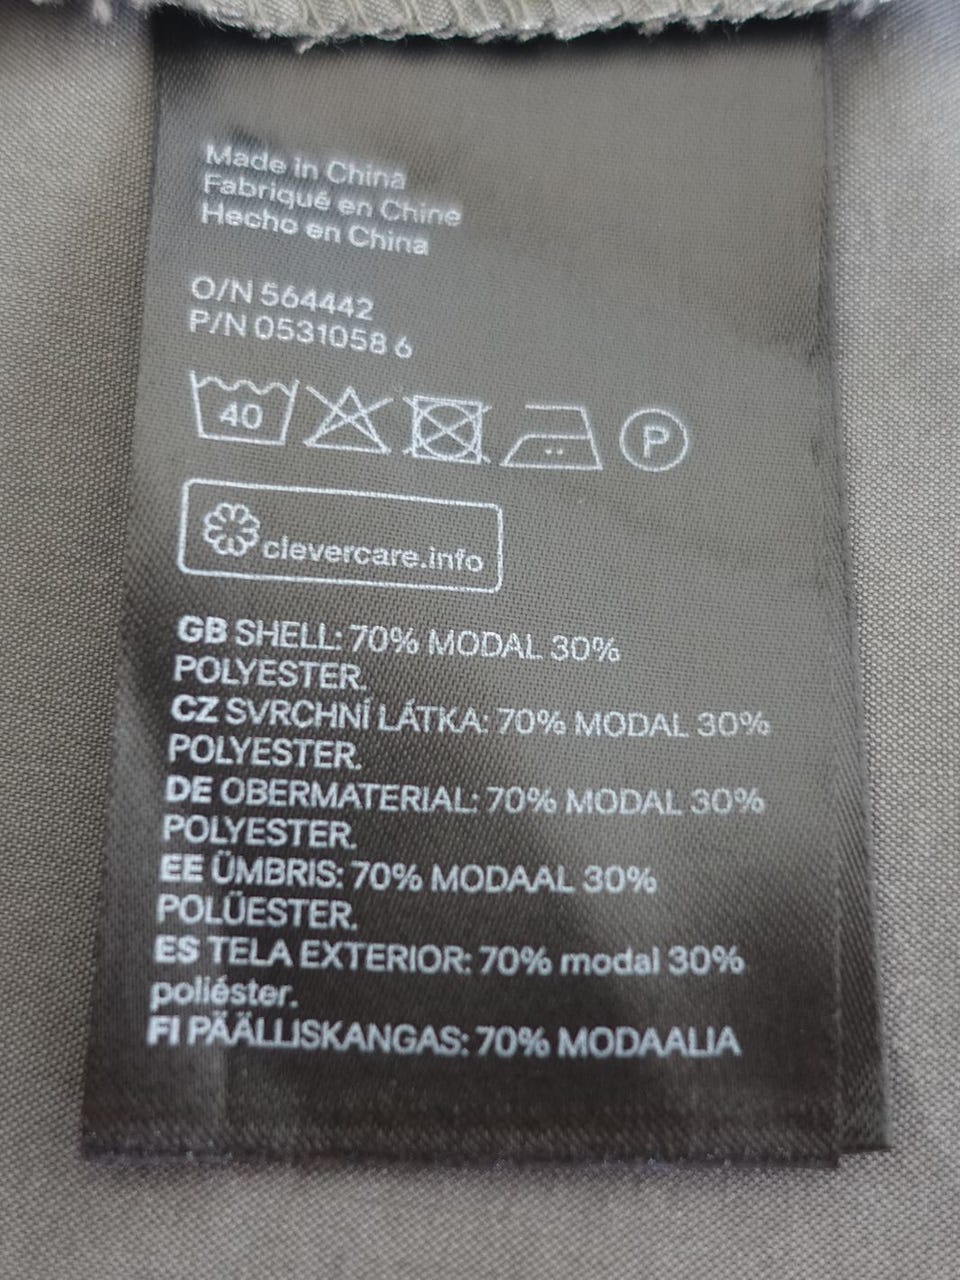 Made in China
Fabriqué en Chine
Hecho en China
O/N 564442
P/N 0531058 6
40
P
clevercare.info
GB SHELL: 70% MODAL 30%
POLYESTER.
CZ SVRCHNÍ LÁTKA: 70% MODAL 30%
POLYESTER.
DE OBERMATERIAL: 70% MODAL 30%
POLYESTER.
EE ÜMBRIS: 70% MODAAL 30%
POLÜESTER.
ES TELA EXTERIOR: 70% modal 30%
poliéster.
FI PÄÄLLISKANGAS: 70% MODAALIA